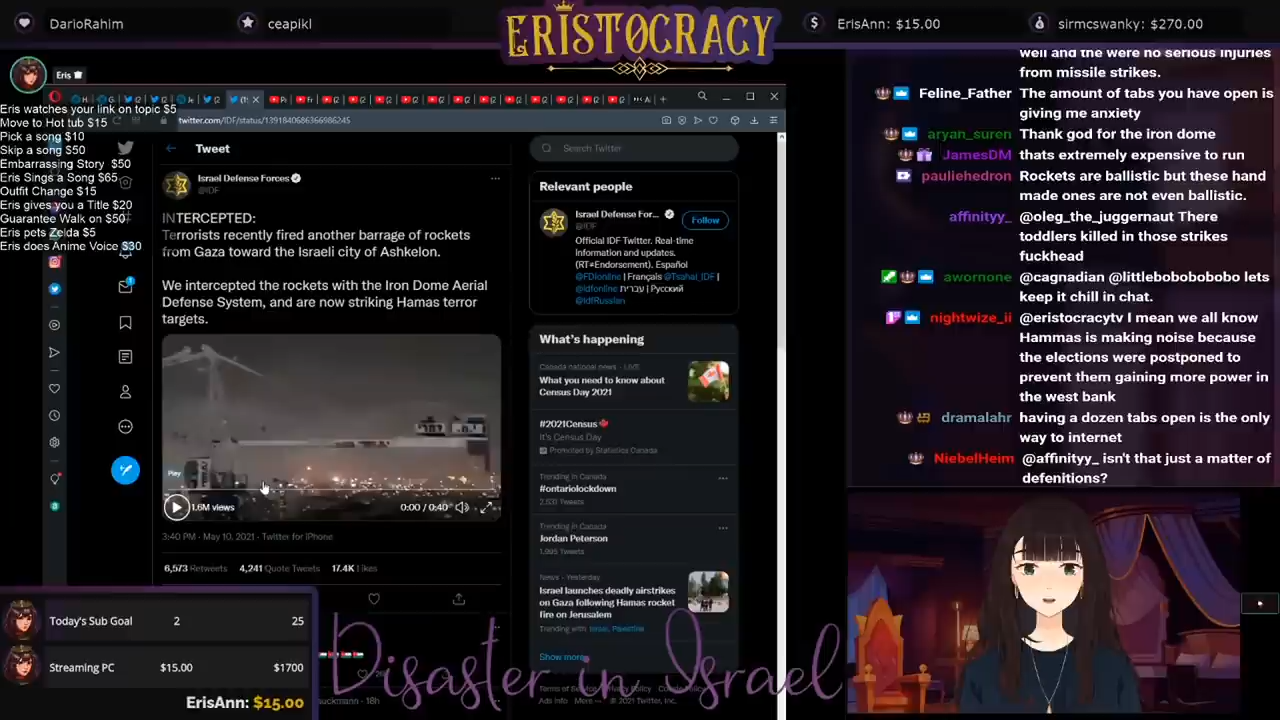 DarioRahim
ceapikl
ERISTOCRACY
ErisAnn: $15.00
sirmcswanky: $270.00
Eris
Eris watches your link on topic $5
Move to Hot tub $15
Pick a song $10
Skip a song $50
Embarrassing Story $50
Eris Sings a Song $65
Outfit Change $15
Eris gives you a Title $20
Guarantee Walk on $50
Eris pets Zelda $5
Eris does Anime Voice $30
twitter.com/IDF/status/1391840686366986245
Tweet
Israel Defense Forces
@IDF
INTERCEPTED:
Terrorists recently fired another barrage of rockets
from Gaza toward the Israeli city of Ashkelon.
We intercepted the rockets with the Iron Dome Aerial
Defense System, and are now striking Hamas terror
targets.
Play
1.6M views
0:00 / 0:40
3:40 PM · May 10, 2021 · Twitter for iPhone
6,573 Retweets 4,241 Quote Tweets 17.4K Likes
Search Twitter
Relevant people
Israel Defense For...
@IDF
Follow
Official IDF Twitter. Real-time
information and updates.
(RT≠Endorsement). Español
@FDIonline | Français @Tsahal_IDF |
@idfonline עברית | Русский
@IdfRussian
What's happening
Canada national news · LIVE
What you need to know about
Census Day 2021
#2021Census
It's Census Day
Promoted by Statistics Canada
Trending in Canada
#ontariolockdown
Trending in Canada
Jordan Peterson
1,995 Tweets
News · Yesterday
Israel launches deadly airstrikes
on Gaza following Hamas rocket
fire on Jerusalem
Trending with Israel, Palestinian
Show more
Terms of Service Privacy Policy
Ads Info More © 2021 Twitter, Inc.
well and the were no serious injuries
from missile strikes.
Feline_Father The amount of tabs you have open is
giving me anxiety
aryan_suren Thank god for the iron dome
JamesDM thats extremely expensive to run
pauliehedron Rockets are ballistic but these hand
made ones are not even ballistic.
affinityy_ @oleg_the_juggernaut There
toddlers killed in those strikes
fuckhead
awornone @cagnadian @littlebobobobobo lets
keep it chill in chat.
nightwize_ii @eristocracytv I mean we all know
Hammas is making noise because
the elections were postponed to
prevent them gaining more power in
the west bank
dramalahr having a dozen tabs open is the only
way to internet
NiebelHeim @affinityy_ isn't that just a matter of
defenitions?
Today's Sub Goal 2 25
Streaming PC $15.00 $1700
ErisAnn: $15.00
Disaster in Israel